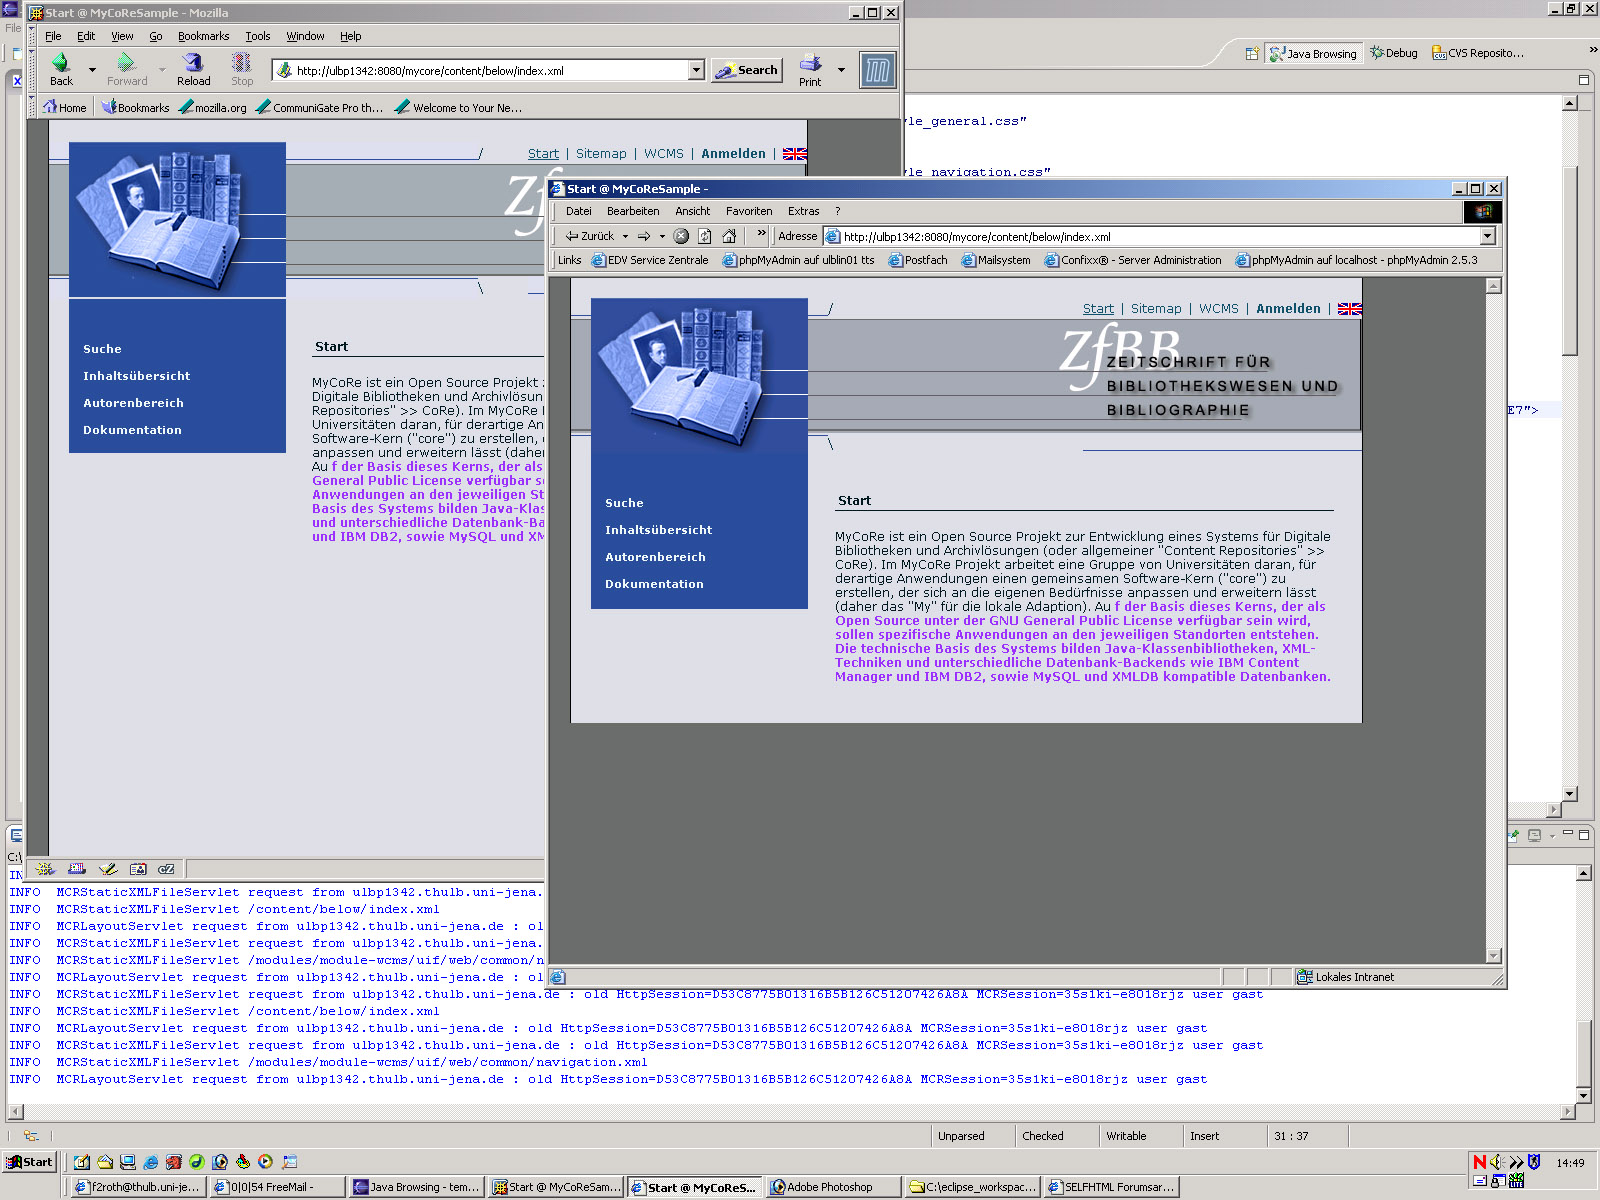 Start @ MyCoReSample - Mozilla
File Edit View Go Bookmarks Tools Window Help
Back Forward Reload Stop http://ulbp1342:8080/mycore/content/below/index.xml Search Print
Home Bookmarks mozilla.org CommuniGate Pro th... Welcome to Your Ne...
Java Browsing Debug CVS Reposito...
Start | Sitemap | WCMS | Anmelden |
Zf
Suche
Inhaltsübersicht
Autorenbereich
Dokumentation
Start
MyCoRe ist ein Open Source Projekt
Digitale Bibliotheken und Archivlösun
Repositories" >> CoRe). Im MyCoRe
Universitäten daran, für derartige An
Software-Kern ("core") zu erstellen,
anpassen und erweitern lässt (daher
Au f der Basis dieses Kerns, der als
General Public License verfügbar se
Anwendungen an den jeweiligen St
Basis des Systems bilden Java-Klas
und unterschiedliche Datenbank-Ba
und IBM DB2, sowie MySQL und XM
yle_general.css"
yle_navigation.css"
E7">
Start @ MyCoReSample -
Datei Bearbeiten Ansicht Favoriten Extras ?
Zurück Adresse http://ulbp1342:8080/mycore/content/below/index.xml
Links EDV Service Zentrale phpMyAdmin auf ulblin01 tts Postfach Mailsystem Confixx® - Server Administration phpMyAdmin auf localhost - phpMyAdmin 2.5.3
Start | Sitemap | WCMS | Anmelden |
ZfBB
ZEITSCHRIFT FÜR
BIBLIOTHEKSWESEN UND
BIBLIOGRAPHIE
Suche
Inhaltsübersicht
Autorenbereich
Dokumentation
Start
MyCoRe ist ein Open Source Projekt zur Entwicklung eines Systems für Digitale
Bibliotheken und Archivlösungen (oder allgemeiner "Content Repositories" >>
CoRe). Im MyCoRe Projekt arbeitet eine Gruppe von Universitäten daran, für
derartige Anwendungen einen gemeinsamen Software-Kern ("core") zu
erstellen, der sich an die eigenen Bedürfnisse anpassen und erweitern lässt
(daher das "My" für die lokale Adaption). Au f der Basis dieses Kerns, der als
Open Source unter der GNU General Public License verfügbar sein wird,
sollen spezifische Anwendungen an den jeweiligen Standorten entstehen.
Die technische Basis des Systems bilden Java-Klassenbibliotheken, XML-
Techniken und unterschiedliche Datenbank-Backends wie IBM Content
Manager und IBM DB2, sowie MySQL und XMLDB kompatible Datenbanken.
Lokales Intranet
C:\
INFO MCRStaticXMLFileServlet request from ulbp1342.thulb.uni-jena.
INFO MCRStaticXMLFileServlet /content/below/index.xml
INFO MCRLayoutServlet request from ulbp1342.thulb.uni-jena.de : ol
INFO MCRStaticXMLFileServlet request from ulbp1342.thulb.uni-jena.
INFO MCRStaticXMLFileServlet /modules/module-wcms/uif/web/common/n
INFO MCRLayoutServlet request from ulbp1342.thulb.uni-jena.de : ol
INFO MCRStaticXMLFileServlet request from ulbp1342.thulb.uni-jena.de : old HttpSession=D53C8775B01316B5B126C51207426A8A MCRSession=35s1ki-e8018rjz user gast
INFO MCRStaticXMLFileServlet /content/below/index.xml
INFO MCRLayoutServlet request from ulbp1342.thulb.uni-jena.de : old HttpSession=D53C8775B01316B5B126C51207426A8A MCRSession=35s1ki-e8018rjz user gast
INFO MCRStaticXMLFileServlet request from ulbp1342.thulb.uni-jena.de : old HttpSession=D53C8775B01316B5B126C51207426A8A MCRSession=35s1ki-e8018rjz user gast
INFO MCRStaticXMLFileServlet /modules/module-wcms/uif/web/common/navigation.xml
INFO MCRLayoutServlet request from ulbp1342.thulb.uni-jena.de : old HttpSession=D53C8775B01316B5B126C51207426A8A MCRSession=35s1ki-e8018rjz user gast
Unparsed Checked Writable Insert 31 : 37
Start 14:49
f2roth@thulb.uni-je... 0|0|54 FreeMail - Java Browsing - tem... Start @ MyCoReSam... Start @ MyCoReS... Adobe Photoshop C:\eclipse_workspac... SELFHTML Forumsar...